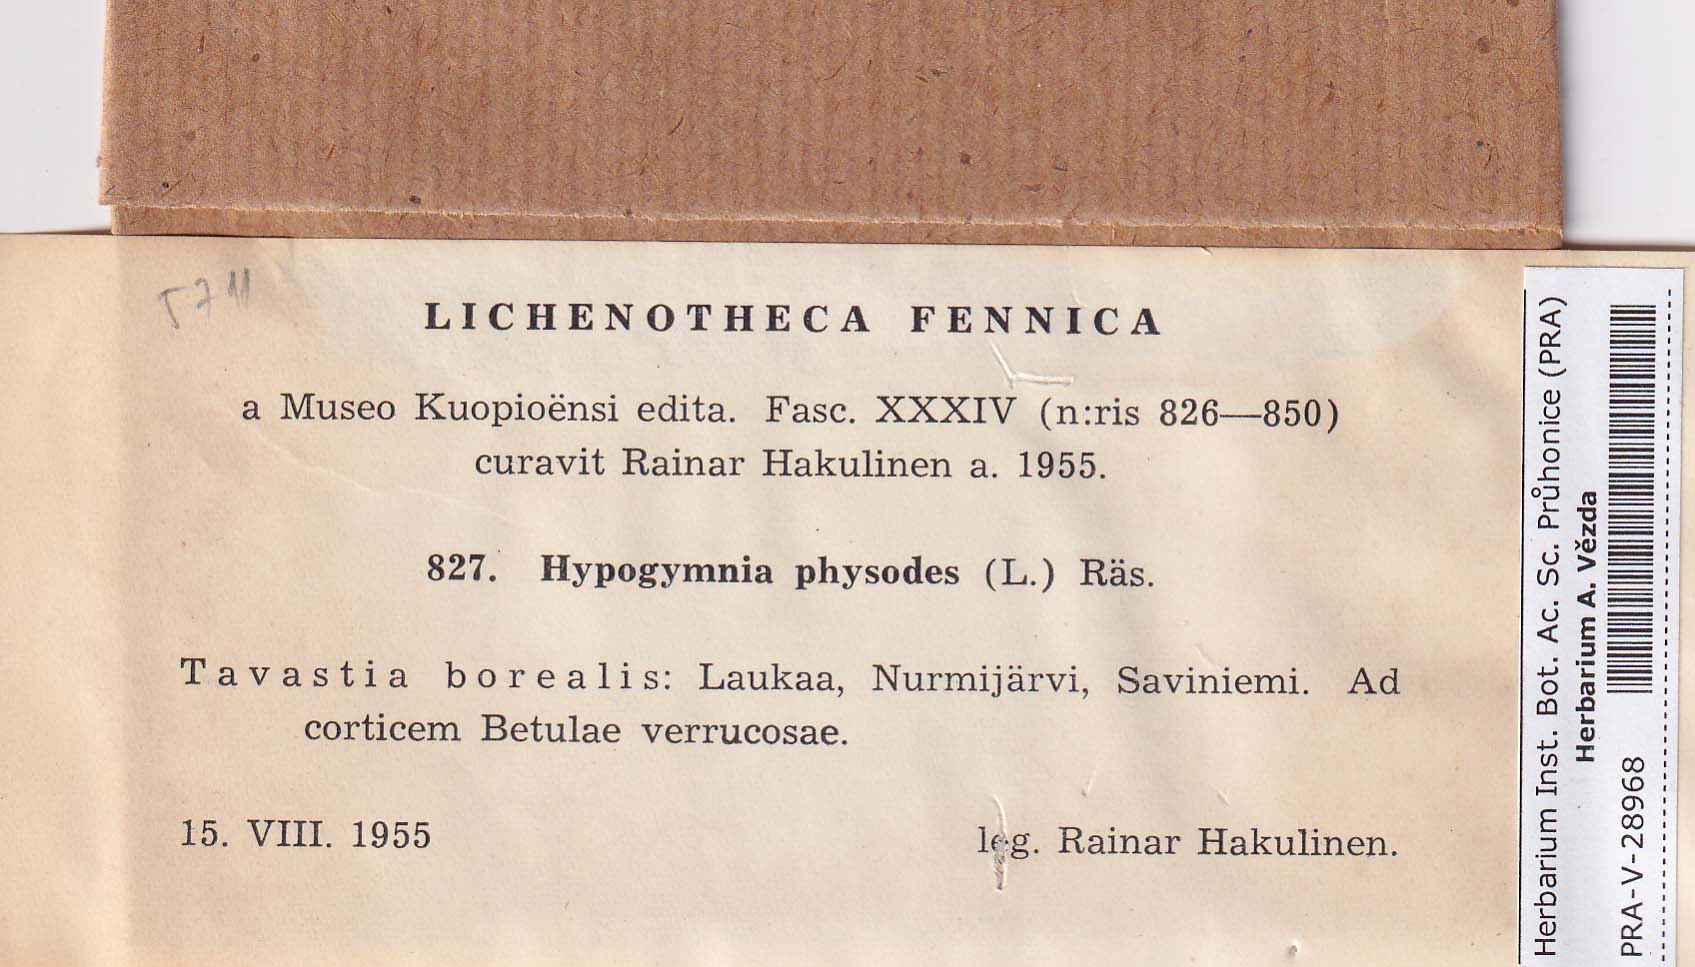 5711
LICHENOTHECA FENNICA
a Museo Kuopioënsi edita. Fasc. XXXIV (n:ris 826—850)
curavit Rainar Hakulinen a. 1955.
827. Hypogymnia physodes (L.) Räs.
Tavastia borealis: Laukaa, Nurmijärvi, Saviniemi. Ad
corticem Betulae verrucosae.
15. VIII. 1955 leg. Rainar Hakulinen.
Herbarium Inst. Bot. Ac. Sc. Průhonice (PRA)
Herbarium A. Vězda
PRA-V-28968